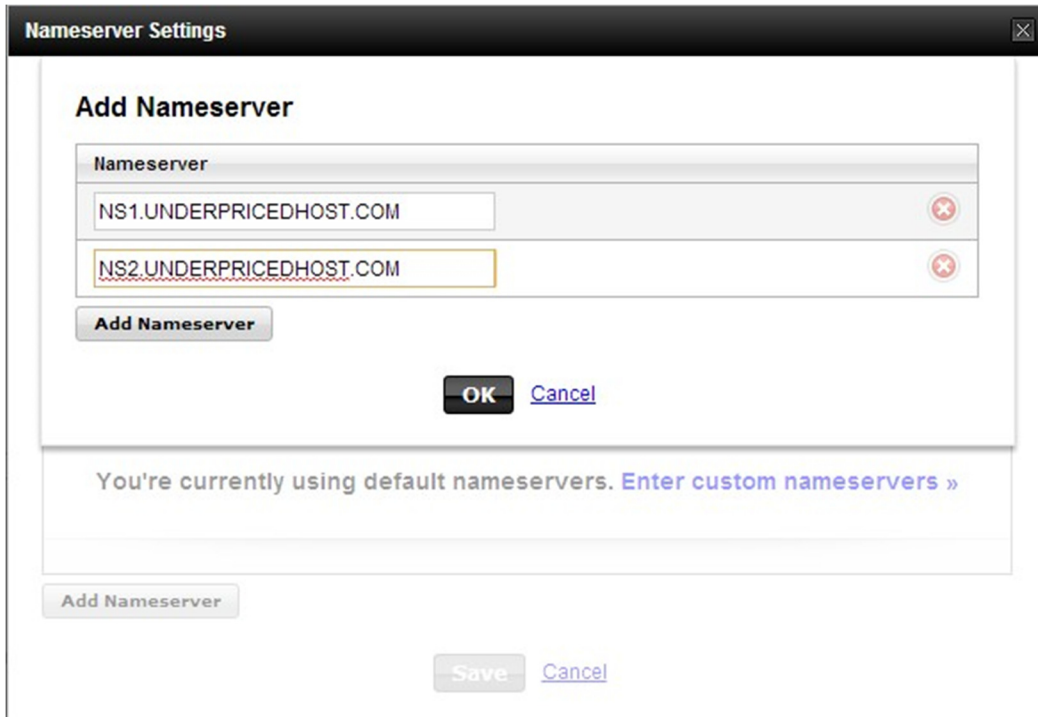 Nameserver Settings
Add Nameserver
Nameserver
NS1.UNDERPRICEDHOST.COM
NS2.UNDERPRICEDHOST.COM
Add Nameserver
OK Cancel
You're currently using default nameservers. Enter custom nameservers »
Add Nameserver
Save Cancel